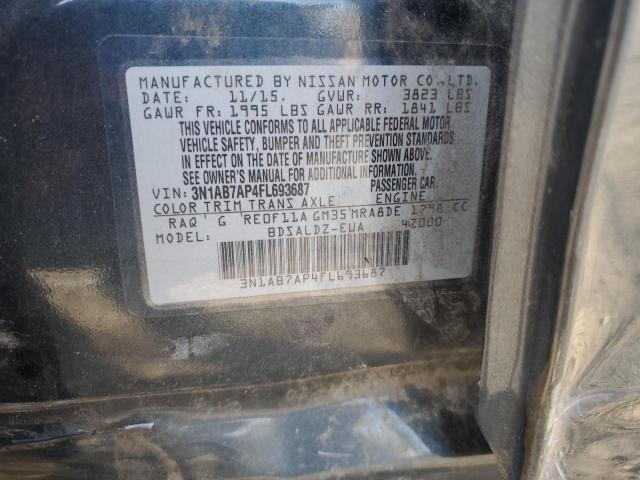 MANUFACTURED BY NISSAN MOTOR CO.,LTD.
DATE: 11/15. GVWR: 3823 LBS
GAWR FR: 1995 LBS GAWR RR: 1841 LBS
THIS VEHICLE CONFORMS TO ALL APPLICABLE FEDERAL MOTOR
VEHICLE SAFETY, BUMPER AND THEFT PREVENTION STANDARDS
IN EFFECT ON THE DATE OF MANUFACTURE SHOWN ABOVE.
SEE OWNER'S MANUAL FOR ADDITIONAL INFORMATION.
VIN: 3N1AB7AP4FL693687 PASSENGER CAR.
COLOR TRIM TRANS AXLE ENGINE
RAQ ' G ' RE0F11A GM35'MRA8DE 1798 CC
MODEL: BDSALDZ-EUA 42000
3N1AB7AP4FL693687